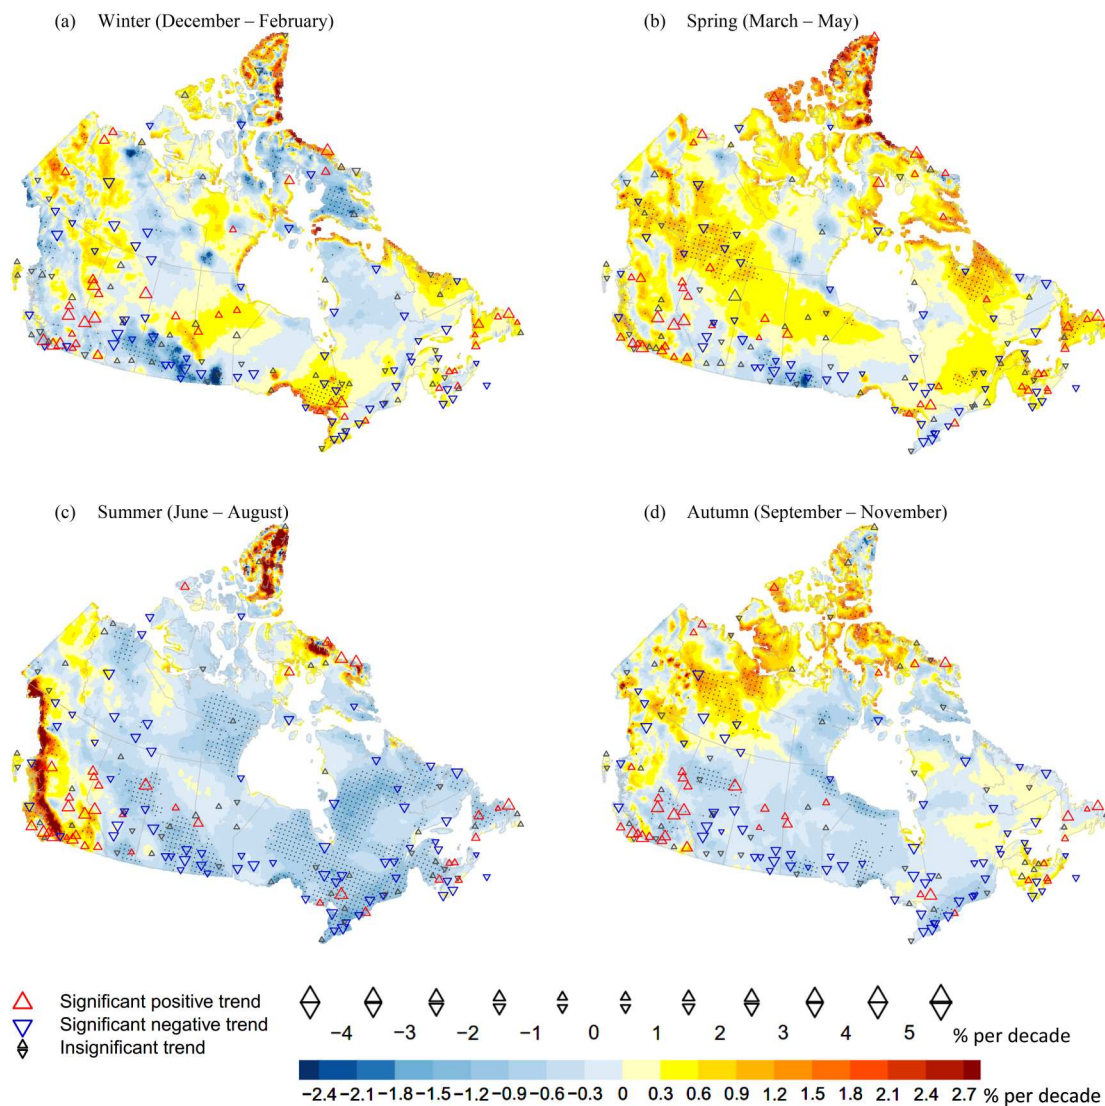 (a) Winter (December – February)
(b) Spring (March – May)
(c) Summer (June – August)
(d) Autumn (September – November)
Significant positive trend
Significant negative trend
Insignificant trend
−4 −3 −2 −1 0 1 2 3 4 5 % per decade
−2.4 −2.1 −1.8 −1.5 −1.2 −0.9 −0.6 −0.3 0 0.3 0.6 0.9 1.2 1.5 1.8 2.1 2.4 2.7 % per decade